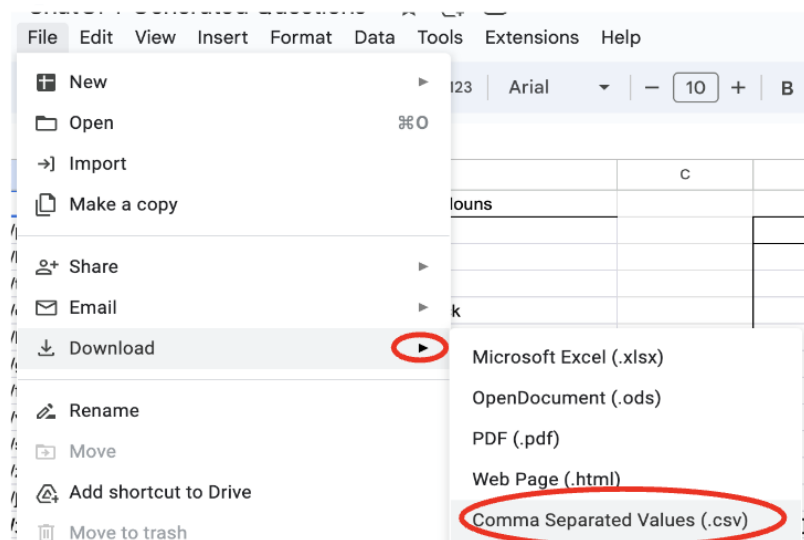 File Edit View Insert Format Data Tools Extensions Help
New
123 Arial − 10 + B
Open ⌘O
Import
C
Make a copy
Share
Email
k
Download
Microsoft Excel (.xlsx)
OpenDocument (.ods)
Rename
PDF (.pdf)
Move
Web Page (.html)
Add shortcut to Drive
Comma Separated Values (.csv)
Move to trash